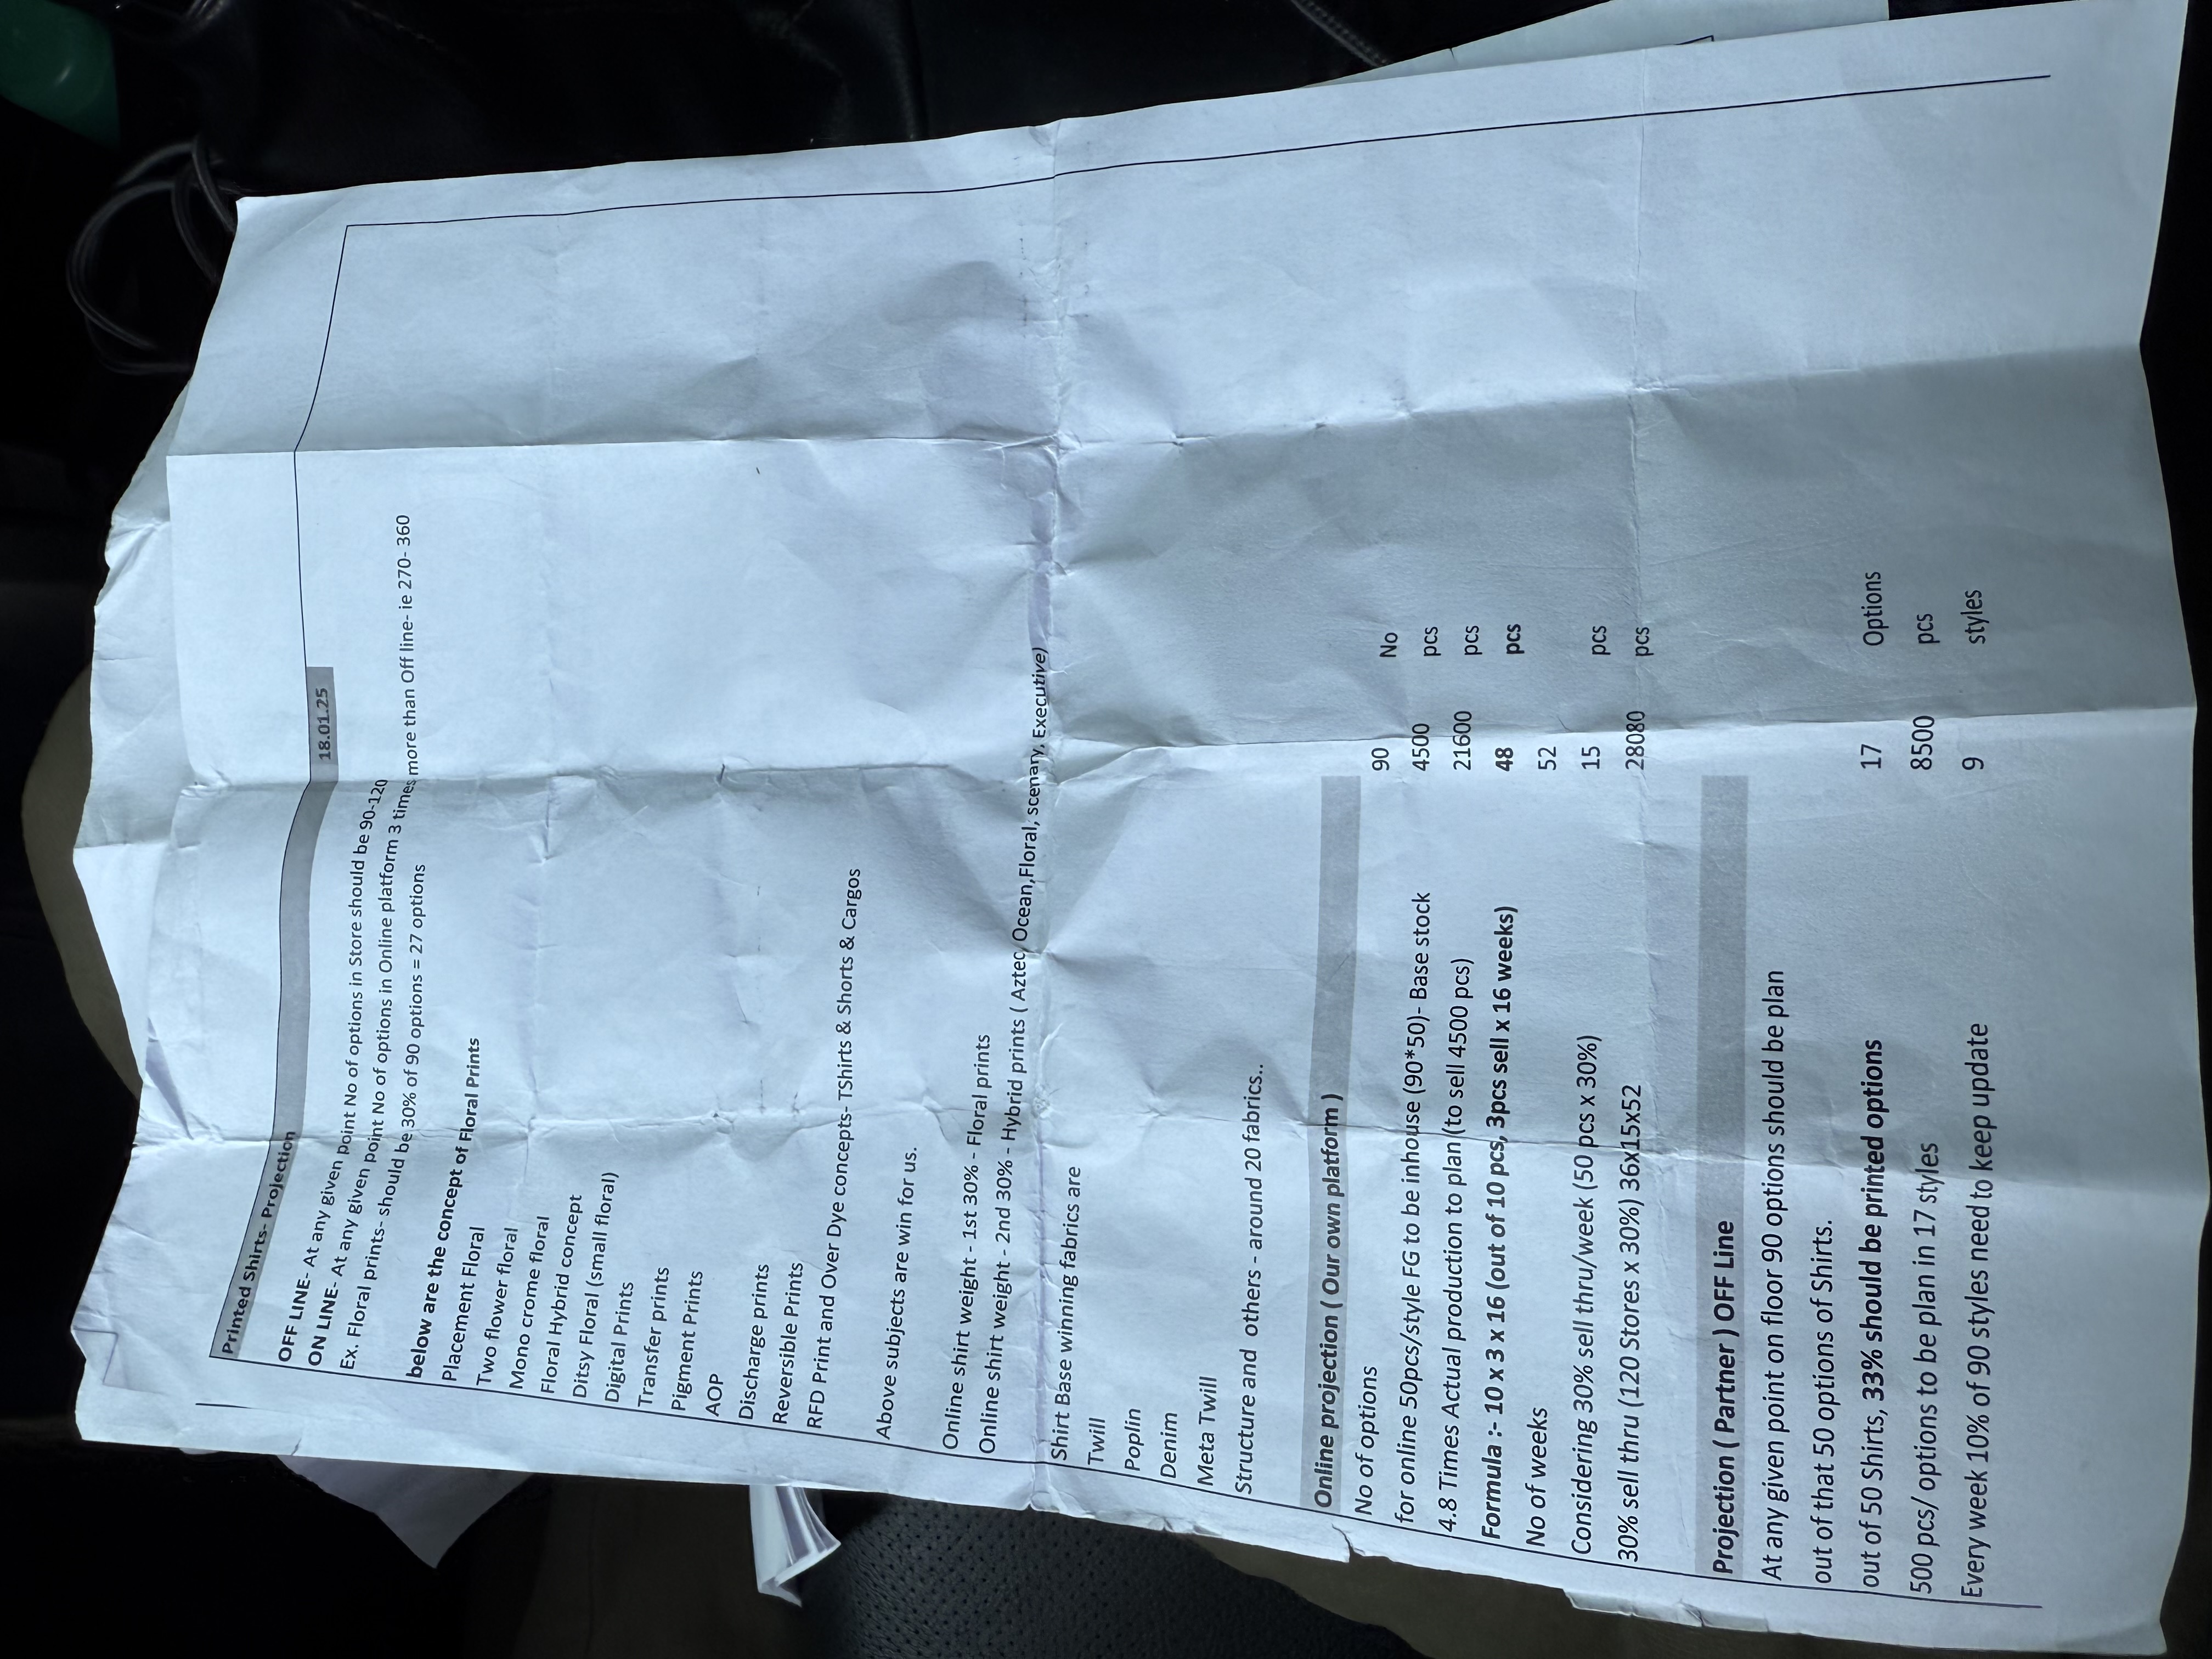 Printed Shirts- Projection
18.01.25
OFF LINE- At any given point No of options in Store should be 90-120
ON LINE- At any given point No of options in Online platform 3 times more than Off line- ie 270- 360
Ex. Floral prints- should be 30% of 90 options = 27 options
below are the concept of Floral Prints
Placement Floral
Two flower floral
Mono crome floral
Floral Hybrid concept
Ditsy Floral (small floral)
Digital Prints
Transfer prints
Pigment Prints
AOP
Discharge prints
Reversible Prints
RFD Print and Over Dye concepts- TShirts & Shorts & Cargos
Above subjects are win for us.
Online shirt weight - 1st 30% - Floral prints
Online shirt weight - 2nd 30% - Hybrid prints ( Aztec, Ocean,Floral, scenary, Executive)
Shirt Base winning fabrics are
Twill
Poplin
Denim
Meta Twill
Structure and others - around 20 fabrics..
Online projection ( Our own platform )
No of options 90 No
for online 50pcs/style FG to be inhouse (90*50)- Base stock 4500 pcs
4.8 Times Actual production to plan (to sell 4500 pcs) 21600 pcs
Formula :- 10 x 3 x 16 (out of 10 pcs, 3pcs sell x 16 weeks) 48 pcs
No of weeks 52
Considering 30% sell thru/week (50 pcs x 30%) 15 pcs
30% sell thru (120 Stores x 30%) 36x15x52 28080 pcs
Projection ( Partner ) OFF Line
At any given point on floor 90 options should be plan
out of that 50 options of Shirts.
out of 50 Shirts, 33% should be printed options 17 Options
500 pcs/ options to be plan in 17 styles 8500 pcs
Every week 10% of 90 styles need to keep update 9 styles